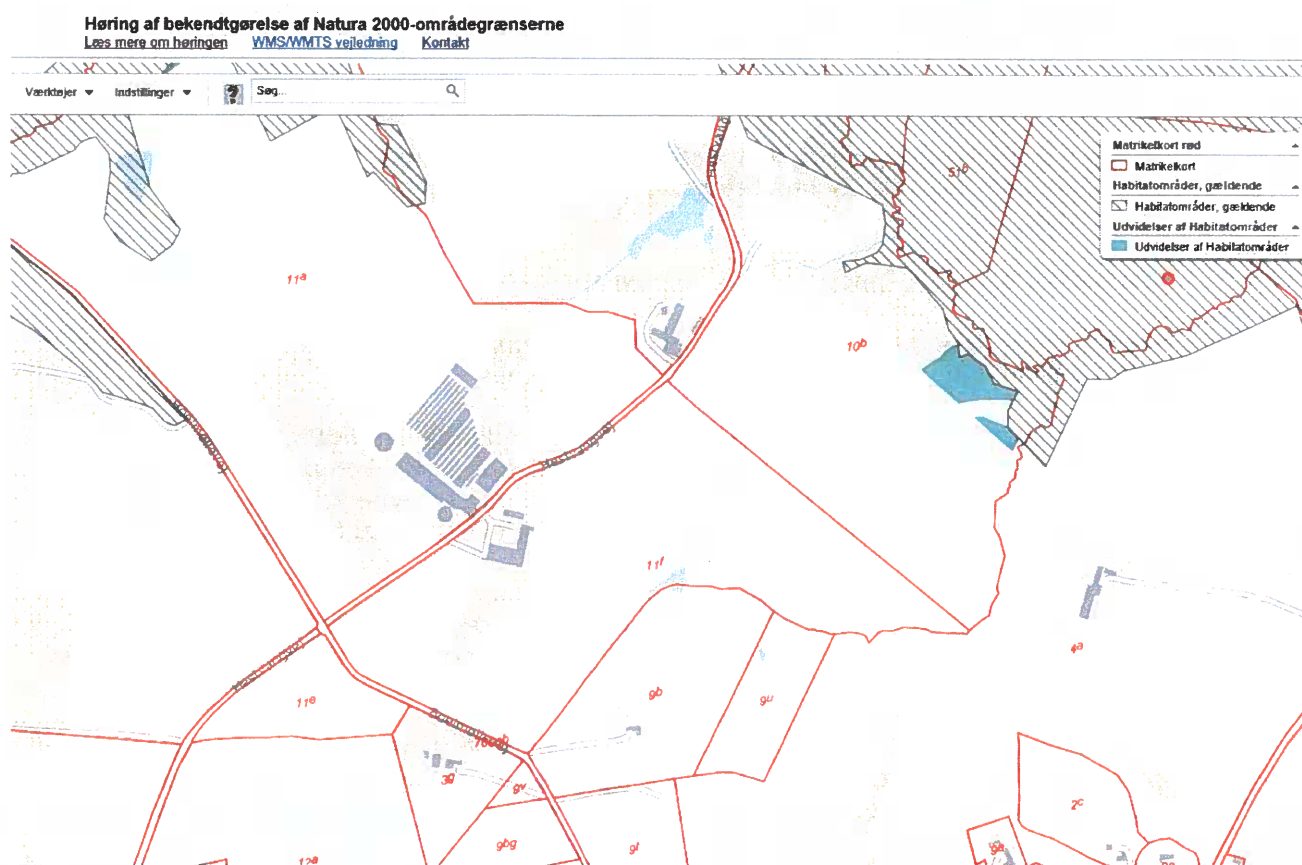 Høring af bekendtgørelse af Natura 2000-områdegrænserne
Læs mere om høringen WMS/WMTS vejledning Kontakt
Værktøjer Indstillinger Søg...
Matrikelkort rød
Matrikelkort
Habitatområder, gældende
Habitatområder, gældende
Udvidelser af Habitatområder
Udvidelser af Habitatområder
11a
10b
11f
4a
9b
9u
11e
3g
9v
2c
9bg
9f
12a
9a